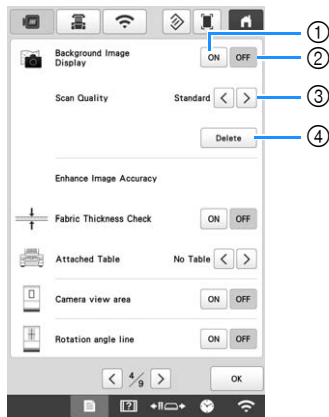 Background Image
Display
ON OFF
①
②
Scan Quality
Standard < >
③
Delete
④
Enhance Image Accuracy
Fabric Thickness Check
ON OFF
Attached Table
No Table < >
Camera view area
ON OFF
Rotation angle line
ON OFF
< 4/9 >
OK